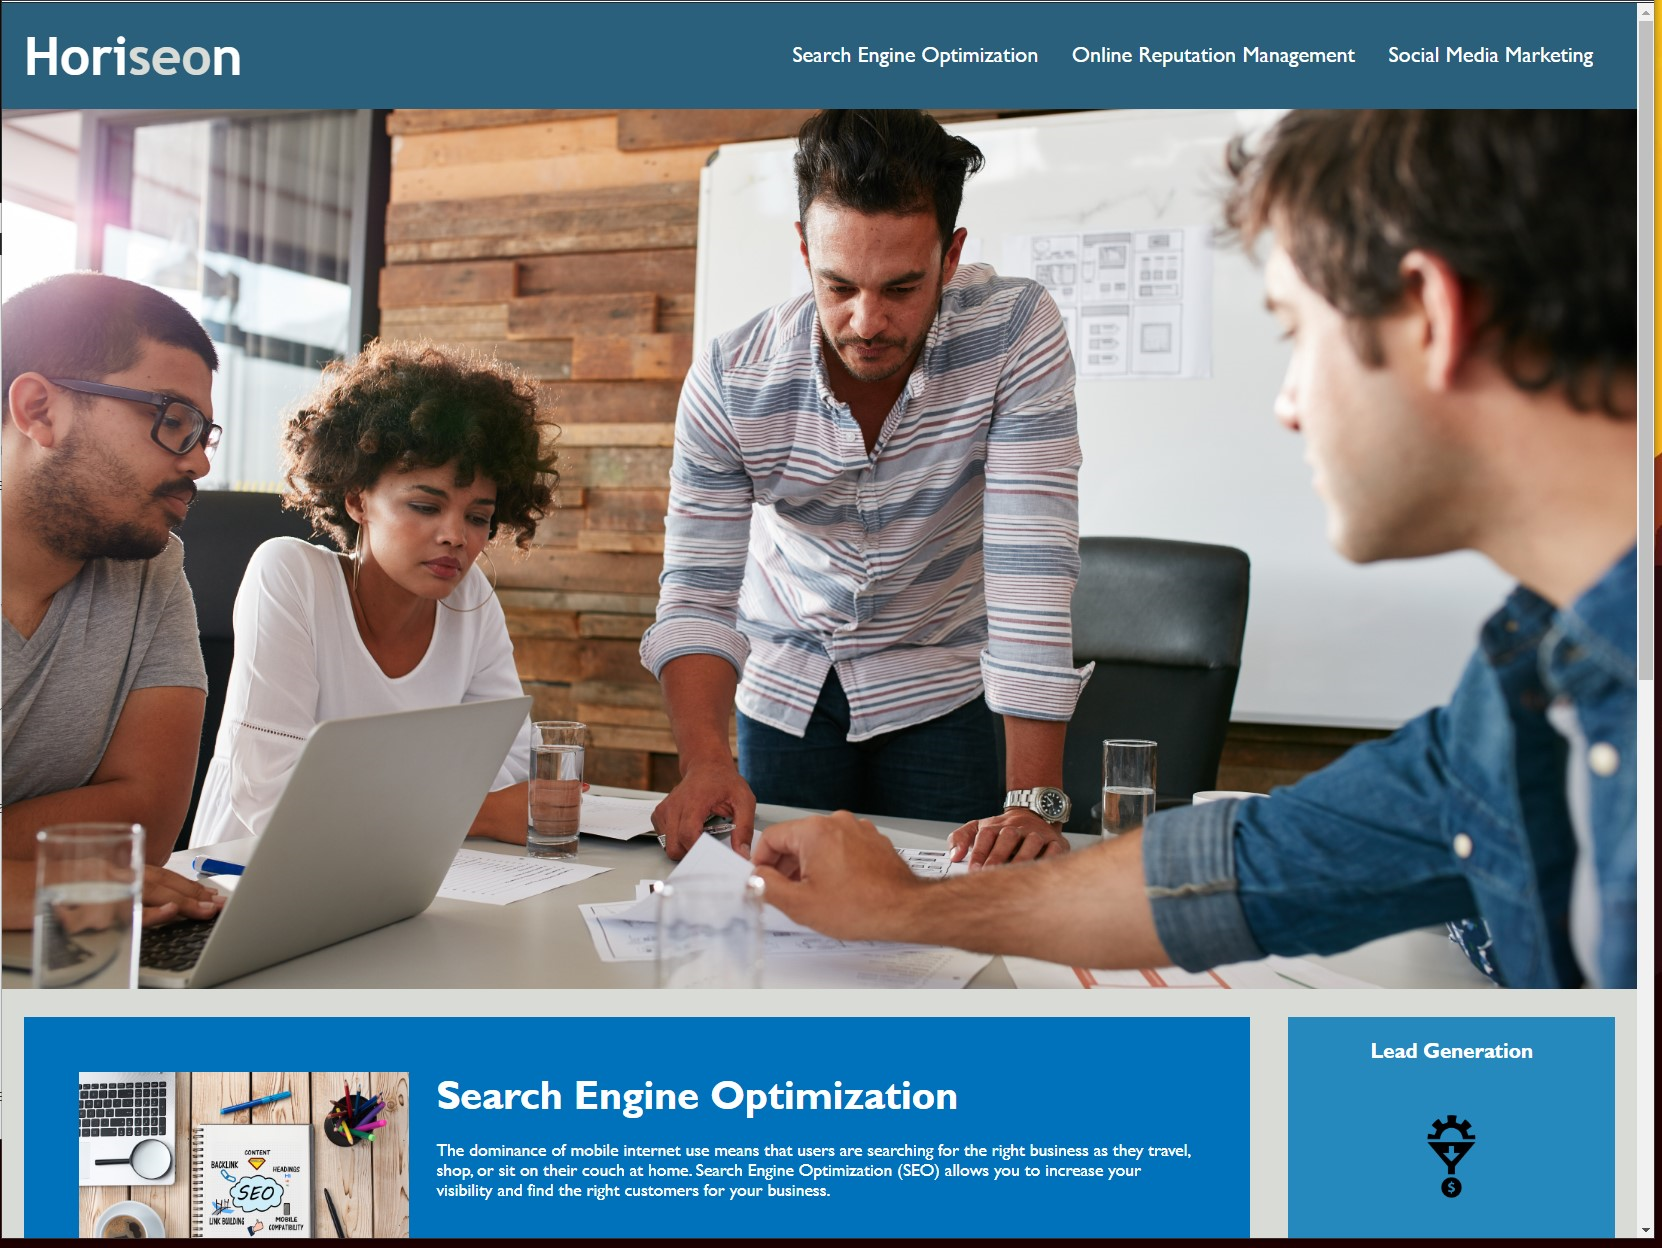 Horiseon
Search Engine Optimization
Online Reputation Management
Social Media Marketing
Search Engine Optimization
The dominance of mobile internet use means that users are searching for the right business as they travel,
shop, or sit on their couch at home. Search Engine Optimization (SEO) allows you to increase your
visibility and find the right customers for your business.
CONTENT
BACKLINK
HEADINGS
SEO
LINK BUILDING
MOBILE
COMPATIBILITY
Lead Generation
$